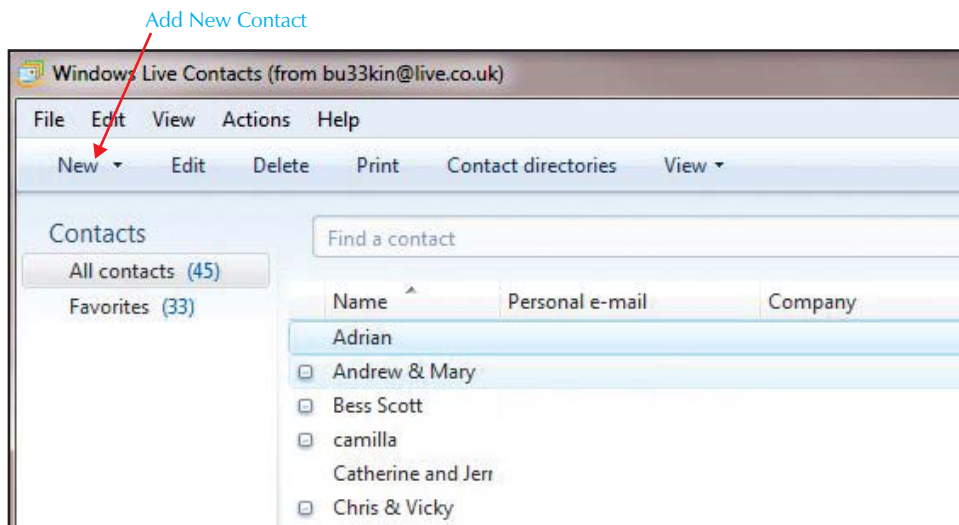 Add New Contact
Windows Live Contacts (from bu33kin@live.co.uk)
File Edit View Actions Help
New Edit Delete Print Contact directories View
Contacts
Find a contact
All contacts (45)
Favorites (33)
Name Personal e-mail Company
Adrian
Andrew & Mary
Bess Scott
camilla
Catherine and Jerr
Chris & Vicky